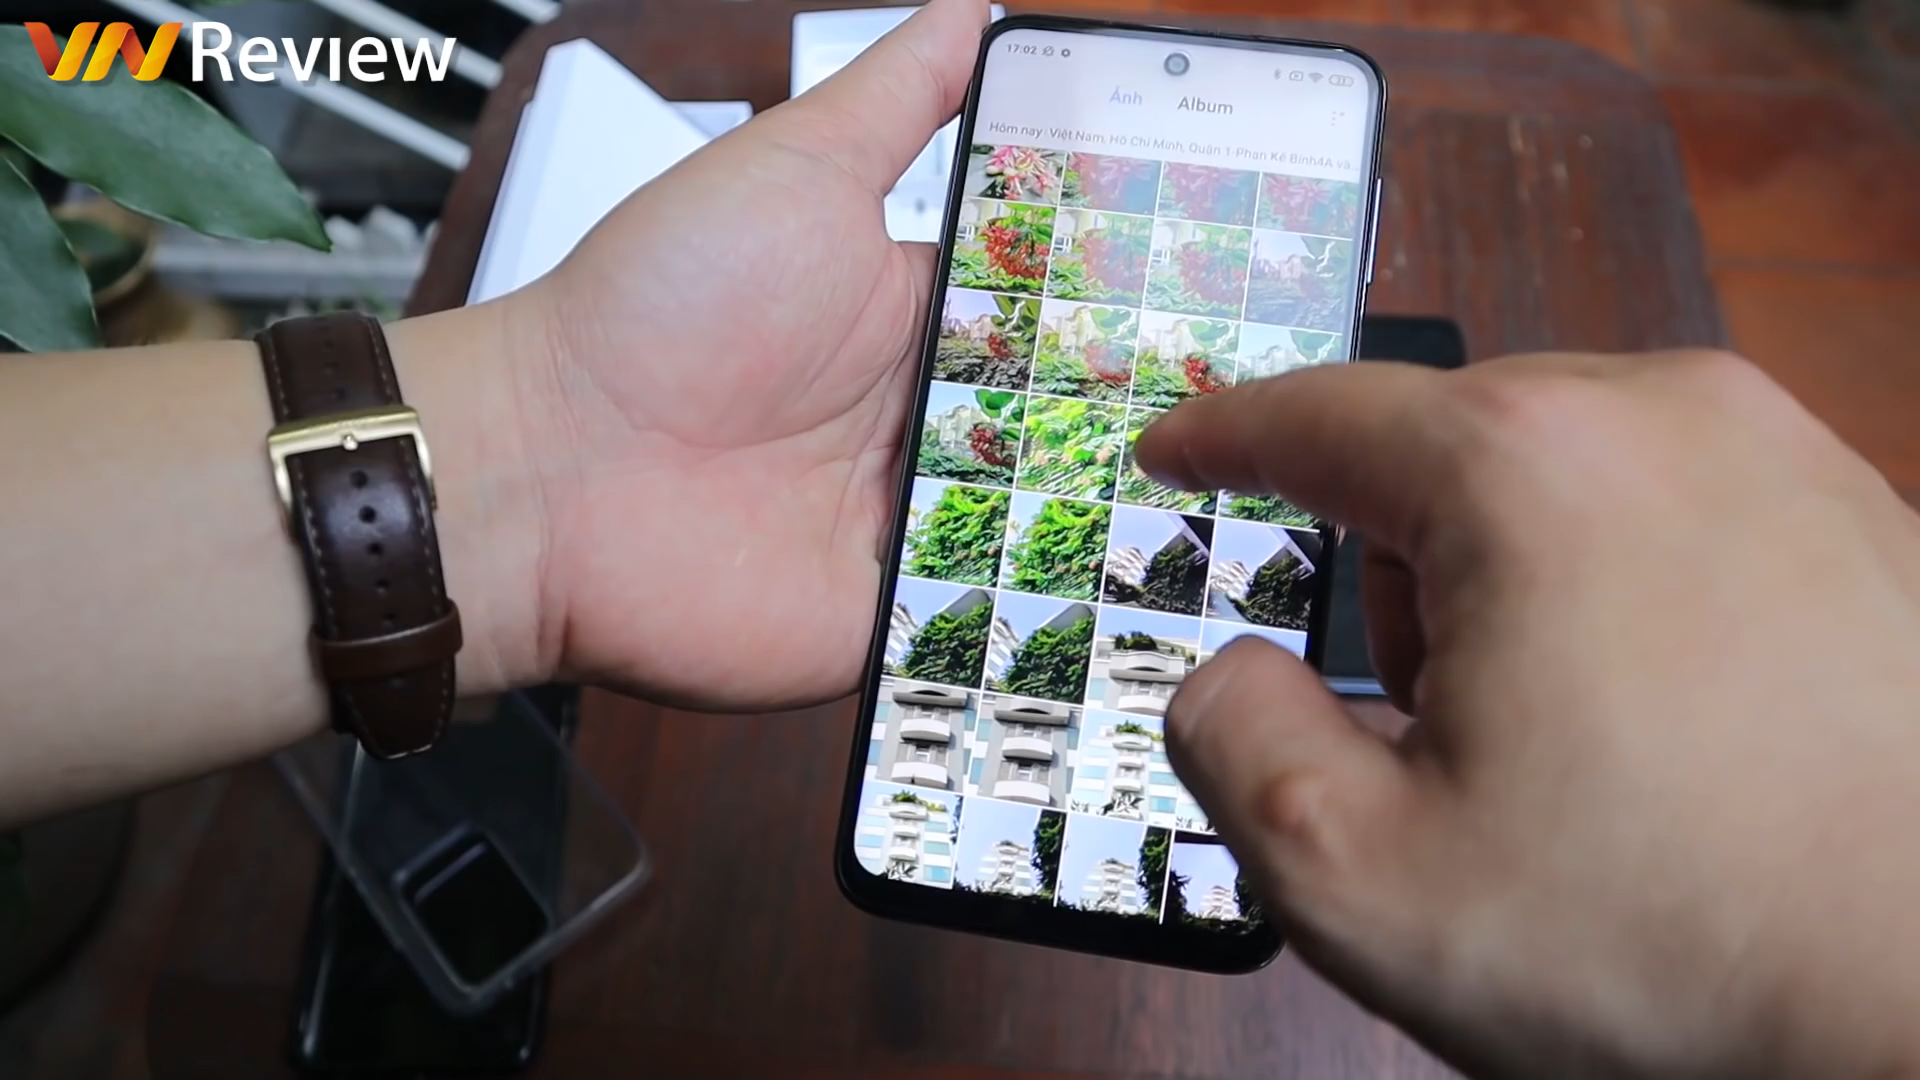 VN Review
17:02
Ảnh Album
Hôm nay Việt Nam, Hồ Chí Minh, Quận 1-Phan Kế Bính4A và...